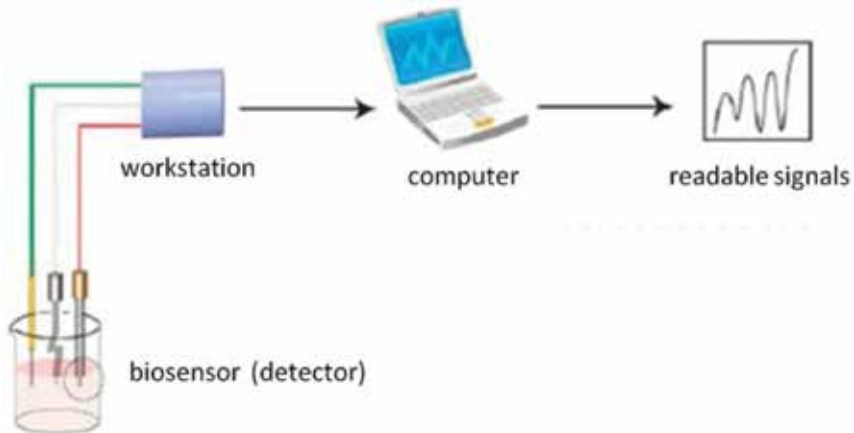 workstation
computer
readable signals
biosensor (detector)